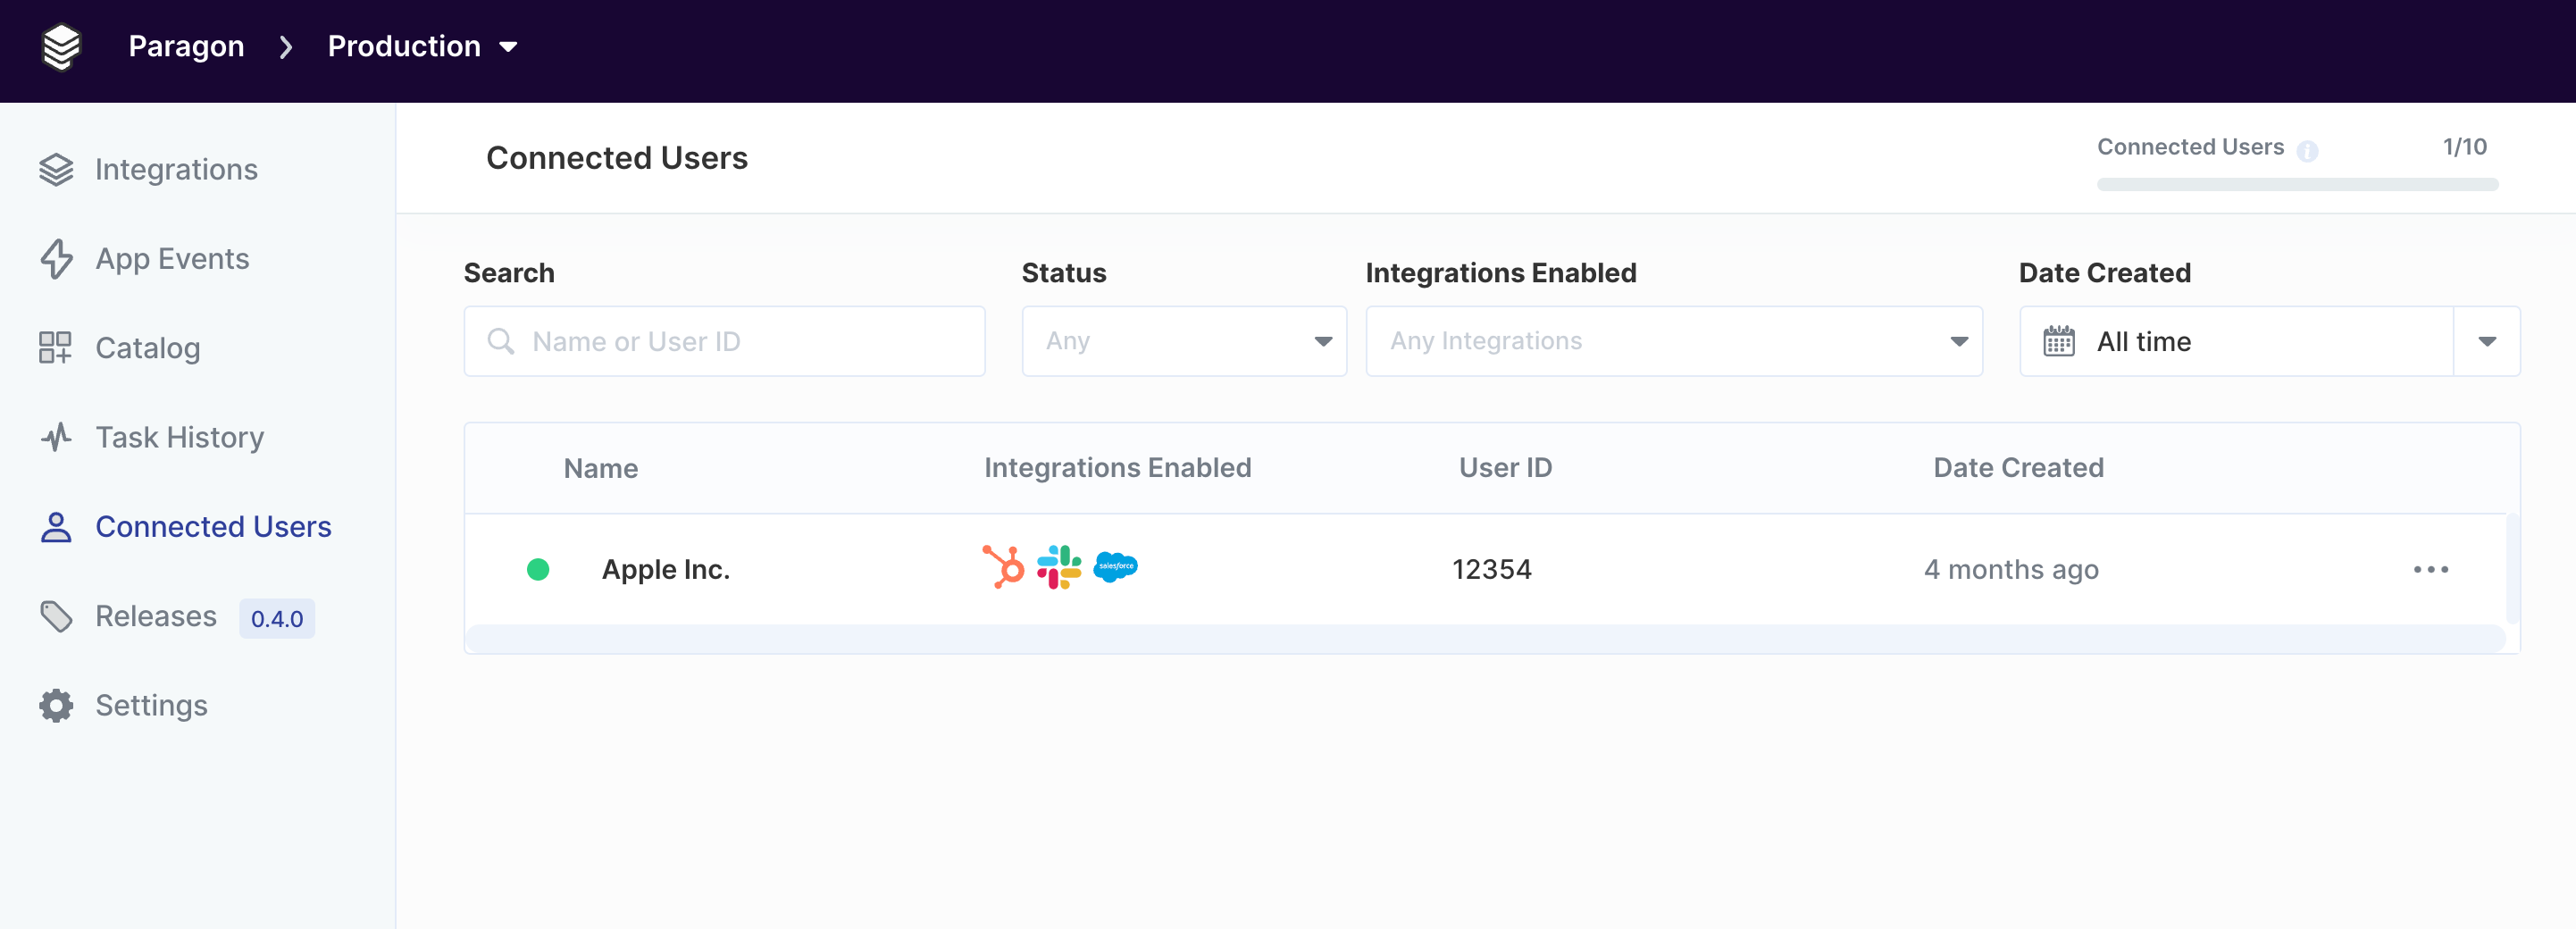 Paragon
Production
Integrations
App Events
Catalog
Task History
Connected Users
Releases 0.4.0
Settings
Connected Users
Connected Users i 1/10
Search
Name or User ID
Status
Any
Integrations Enabled
Any Integrations
Date Created
All time
Name Integrations Enabled User ID Date Created
Apple Inc. salesforce 12354 4 months ago